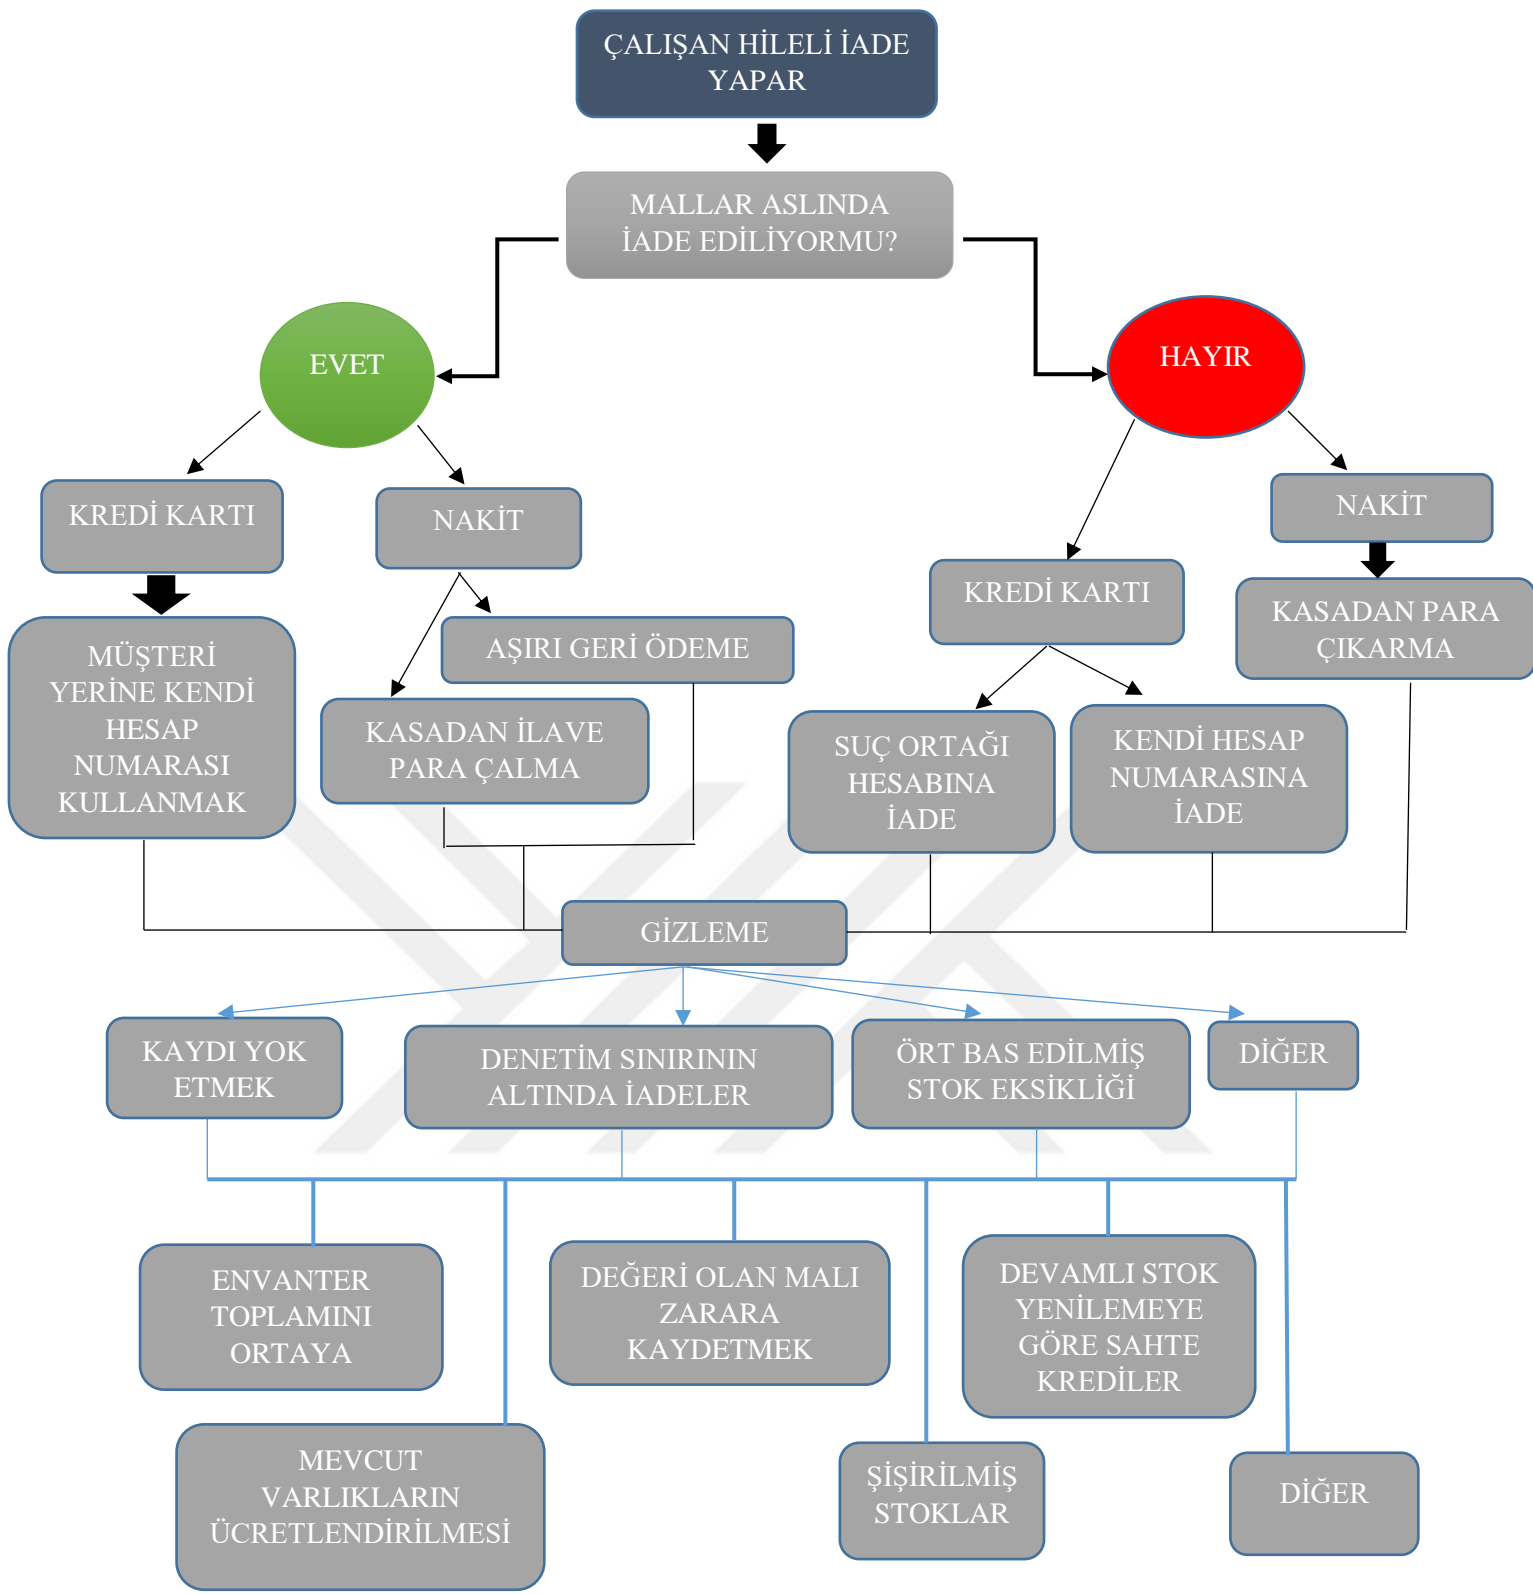 ÇALIŞAN HİLELİ İADE
YAPAR
MALLAR ASLINDA
İADE EDİLİYORMU?
EVET
HAYIR
KREDİ KARTI
NAKİT
KREDİ KARTI
NAKİT
MÜŞTERİ
YERİNE KENDİ
HESAP
NUMARASI
KULLANMAK
AŞIRI GERİ ÖDEME
KASADAN İLAVE
PARA ÇALMA
SUÇ ORTAĞI
HESABINA
İADE
KENDİ HESAP
NUMARASINA
İADE
KASADAN PARA
ÇIKARMA
GİZLEME
KAYDI YOK
ETMEK
DENETİM SINIRININ
ALTINDA İADELER
ÖRT BAS EDİLMİŞ
STOK EKSİKLİĞİ
DİĞER
ENVANTER
TOPLAMINI
ORTAYA
DEĞERİ OLAN MALI
ZARARA
KAYDETMEK
DEVAMLI STOK
YENİLEMEYE
GÖRE SAHTE
KREDİLER
MEVCUT
VARLIKLARIN
ÜCRETLENDİRİLMESİ
ŞİŞİRİLMİŞ
STOKLAR
DİĞER